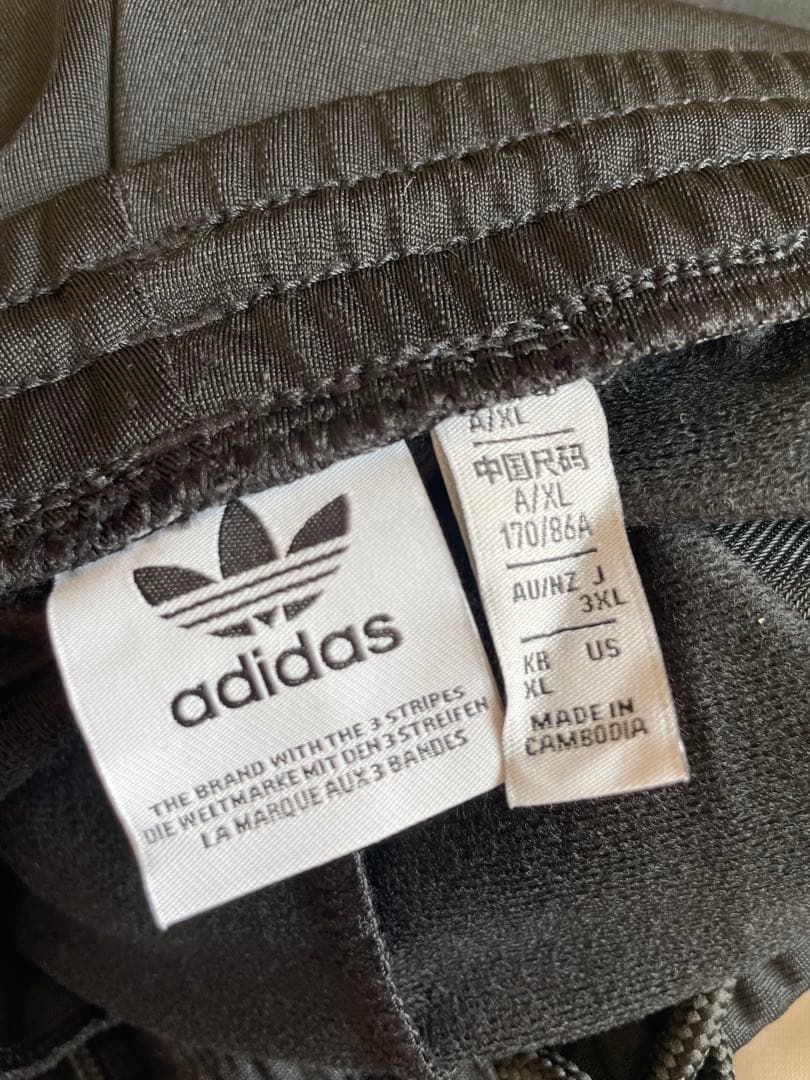 adidas
THE BRAND WITH THE 3 STRIPES
DIE WELTMARKE MIT DEN 3 STREIFEN
LA MARQUE AUX 3 BANDES
A/XL
中国尺码
A/XL
170/86A
AU/NZ J
3XL
KR US
XL
MADE IN
CAMBODIA